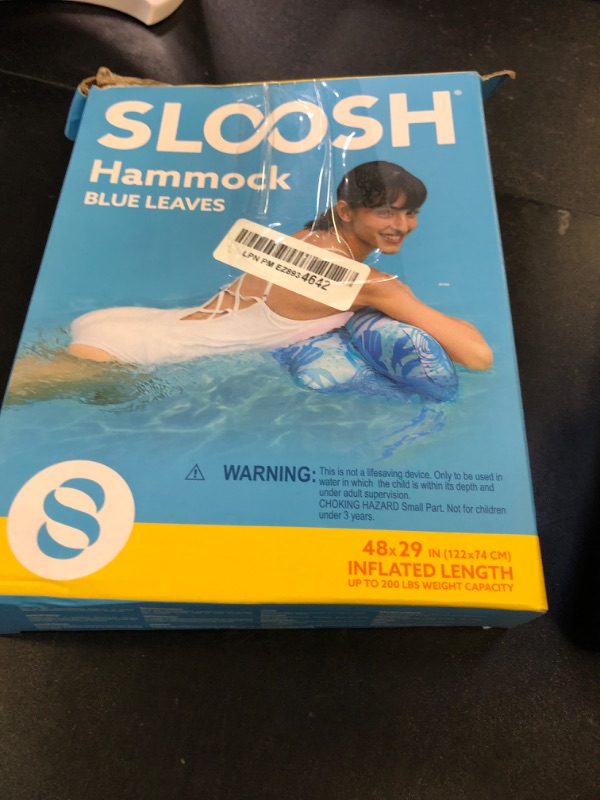 SLOOSH®
Hammock
BLUE LEAVES
LPN PM EZ8934642
WARNING: This is not a lifesaving device. Only to be used in
water in which the child is within its depth and
under adult supervision.
CHOKING HAZARD Small Part. Not for children
under 3 years.
48x29 IN (122x74 CM)
INFLATED LENGTH
UP TO 200 LBS WEIGHT CAPACITY